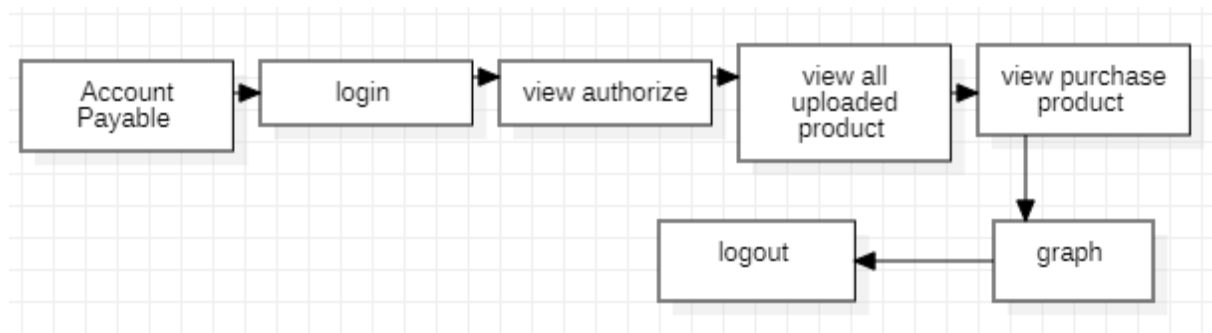 Account
Payable
login
view authorize
view all
uploaded
product
view purchase
product
graph
logout